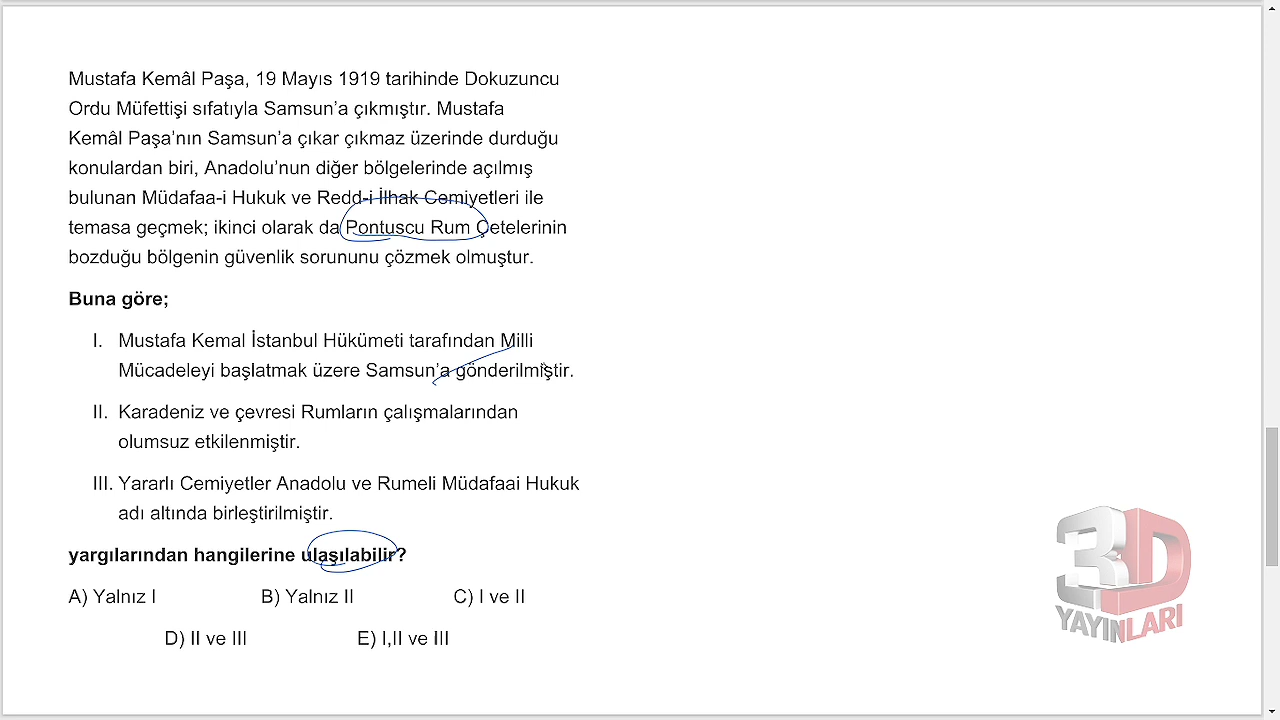 Mustafa Kemâl Paşa, 19 Mayıs 1919 tarihinde Dokuzuncu
Ordu Müfettişi sıfatıyla Samsun'a çıkmıştır. Mustafa
Kemâl Paşa'nın Samsun'a çıkar çıkmaz üzerinde durduğu
konulardan biri, Anadolu'nun diğer bölgelerinde açılmış
bulunan Müdafaa-i Hukuk ve Redd-i İlhak Cemiyetleri ile
temasa geçmek; ikinci olarak da Pontuscu Rum Çetelerinin
bozduğu bölgenin güvenlik sorununu çözmek olmuştur.
Buna göre;
I. Mustafa Kemal İstanbul Hükümeti tarafından Milli
Mücadeleyi başlatmak üzere Samsun'a gönderilmiştir.
II. Karadeniz ve çevresi Rumların çalışmalarından
olumsuz etkilenmiştir.
III. Yararlı Cemiyetler Anadolu ve Rumeli Müdafaai Hukuk
adı altında birleştirilmiştir.
yargılarından hangilerine ulaşılabilir?
A) Yalnız I B) Yalnız II C) I ve II
D) II ve III E) I,II ve III
3D
YAYINLARI